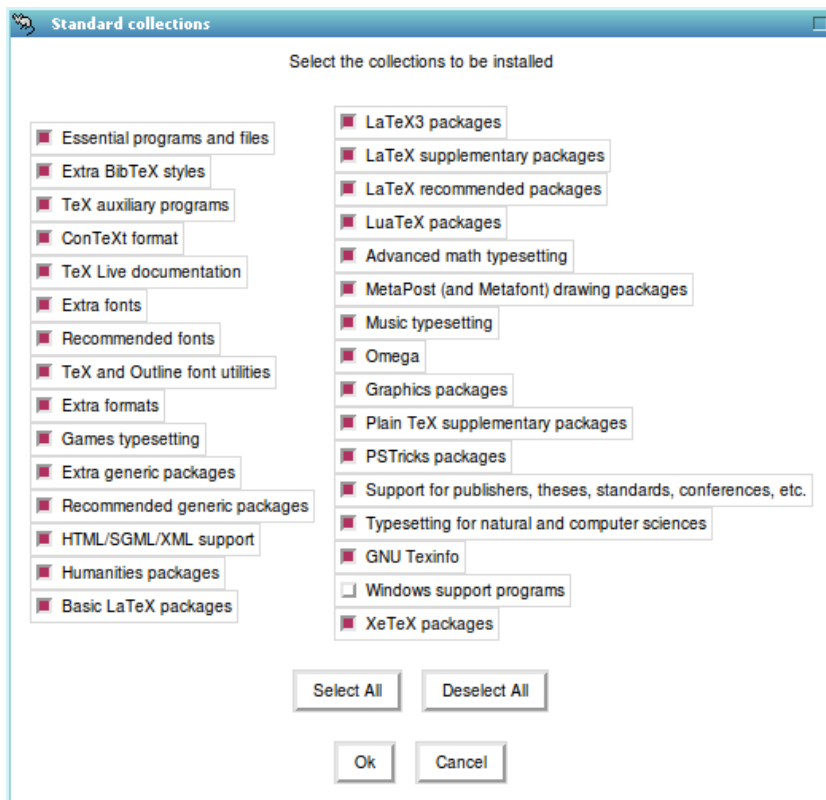 Standard collections
Select the collections to be installed
Essential programs and files
Extra BibTeX styles
TeX auxiliary programs
ConTeXt format
TeX Live documentation
Extra fonts
Recommended fonts
TeX and Outline font utilities
Extra formats
Games typesetting
Extra generic packages
Recommended generic packages
HTML/SGML/XML support
Humanities packages
Basic LaTeX packages
LaTeX3 packages
LaTeX supplementary packages
LaTeX recommended packages
LuaTeX packages
Advanced math typesetting
MetaPost (and Metafont) drawing packages
Music typesetting
Omega
Graphics packages
Plain TeX supplementary packages
PSTricks packages
Support for publishers, theses, standards, conferences, etc.
Typesetting for natural and computer sciences
GNU Texinfo
Windows support programs
XeTeX packages
Select All
Deselect All
Ok
Cancel